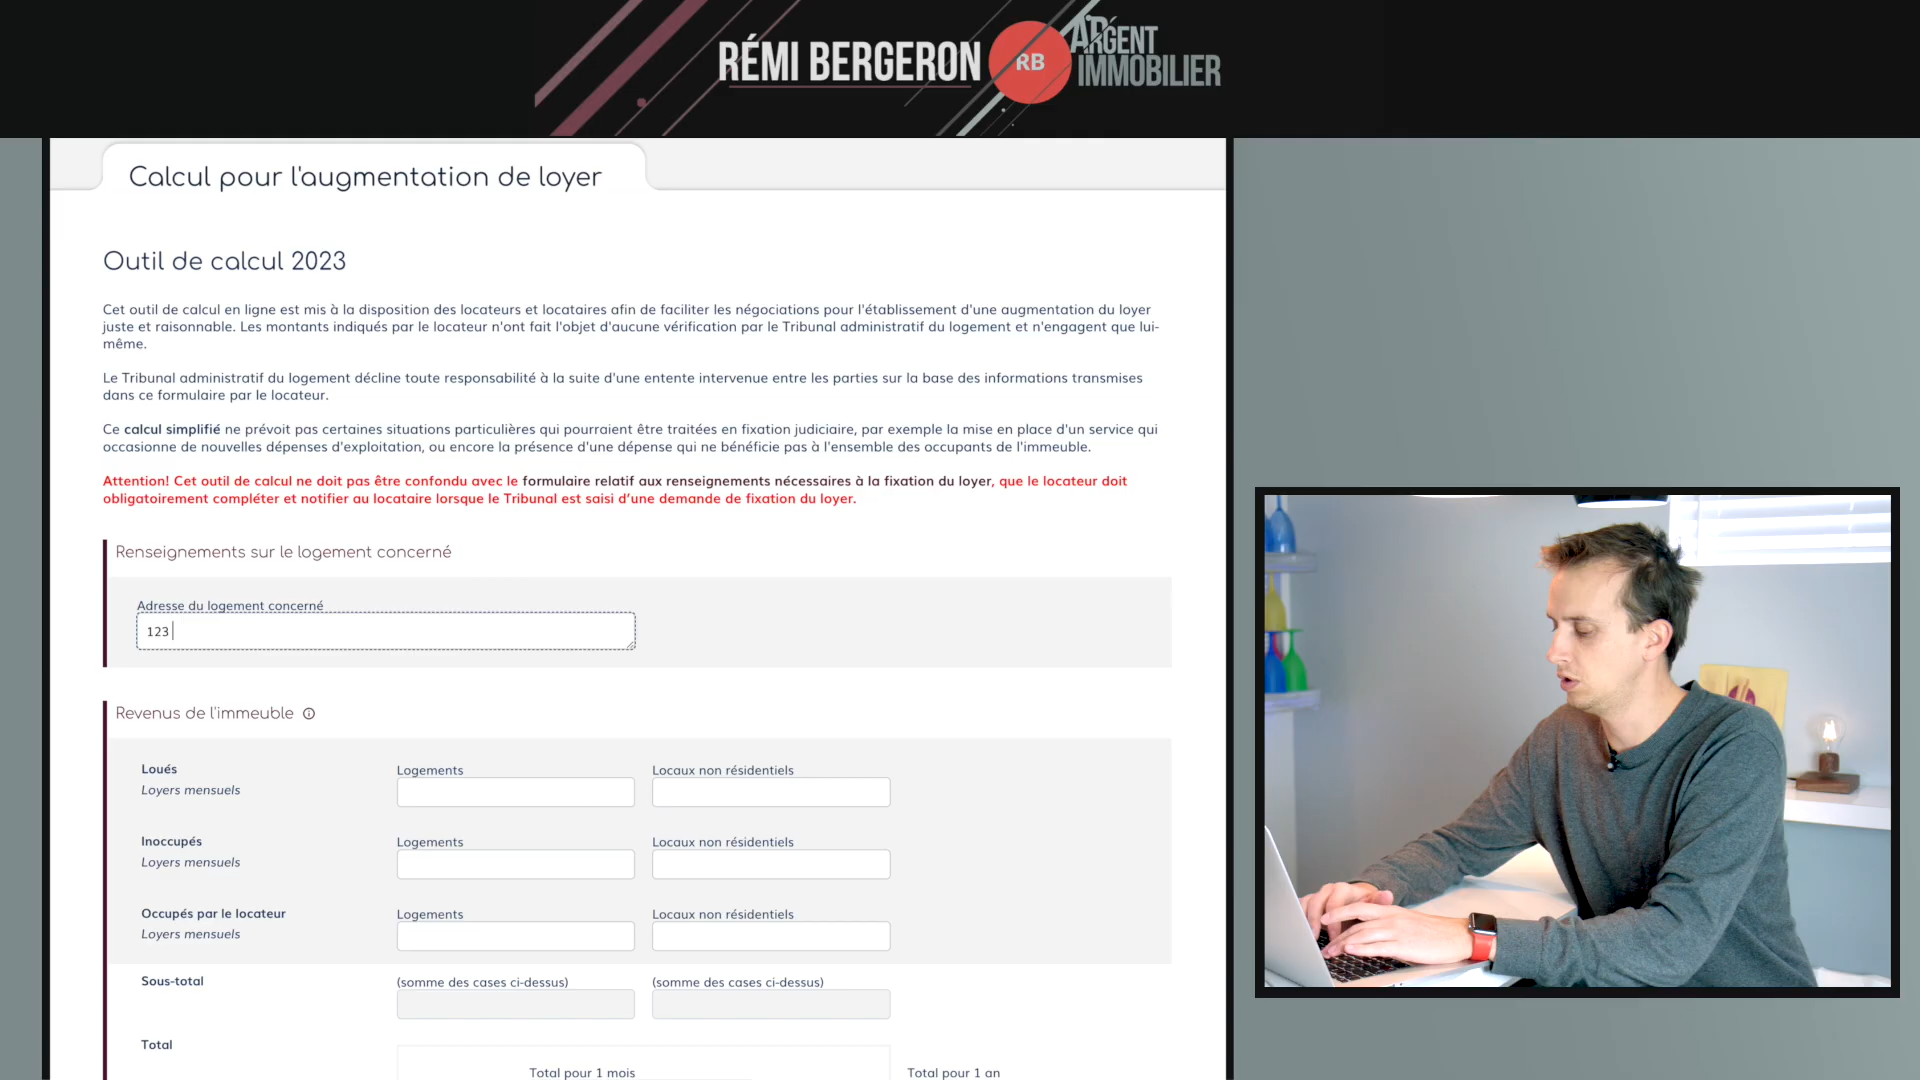 RÉMI BERGERON
RB
ARGENT
IMMOBILIER
Calcul pour l'augmentation de loyer
Outil de calcul 2023
Cet outil de calcul en ligne est mis à la disposition des locateurs et locataires afin de faciliter les négociations pour l'établissement d'une augmentation du loyer
juste et raisonnable. Les montants indiqués par le locateur n'ont fait l'objet d'aucune vérification par le Tribunal administratif du logement et n'engagent que lui-
même.
Le Tribunal administratif du logement décline toute responsabilité à la suite d'une entente intervenue entre les parties sur la base des informations transmises
dans ce formulaire par le locateur.
Ce calcul simplifié ne prévoit pas certaines situations particulières qui pourraient être traitées en fixation judiciaire, par exemple la mise en place d'un service qui
occasionne de nouvelles dépenses d'exploitation, ou encore la présence d'une dépense qui ne bénéficie pas à l'ensemble des occupants de l'immeuble.
Attention! Cet outil de calcul ne doit pas être confondu avec le formulaire relatif aux renseignements nécessaires à la fixation du loyer, que le locateur doit
obligatoirement compléter et notifier au locataire lorsque le Tribunal est saisi d'une demande de fixation du loyer.
Renseignements sur le logement concerné
Adresse du logement concerné
123
Revenus de l'immeuble
Loués
Loyers mensuels
Logements
Locaux non résidentiels
Inoccupés
Loyers mensuels
Logements
Locaux non résidentiels
Occupés par le locateur
Loyers mensuels
Logements
Locaux non résidentiels
Sous-total
(somme des cases ci-dessus)
(somme des cases ci-dessus)
Total
Total pour 1 mois
Total pour 1 an